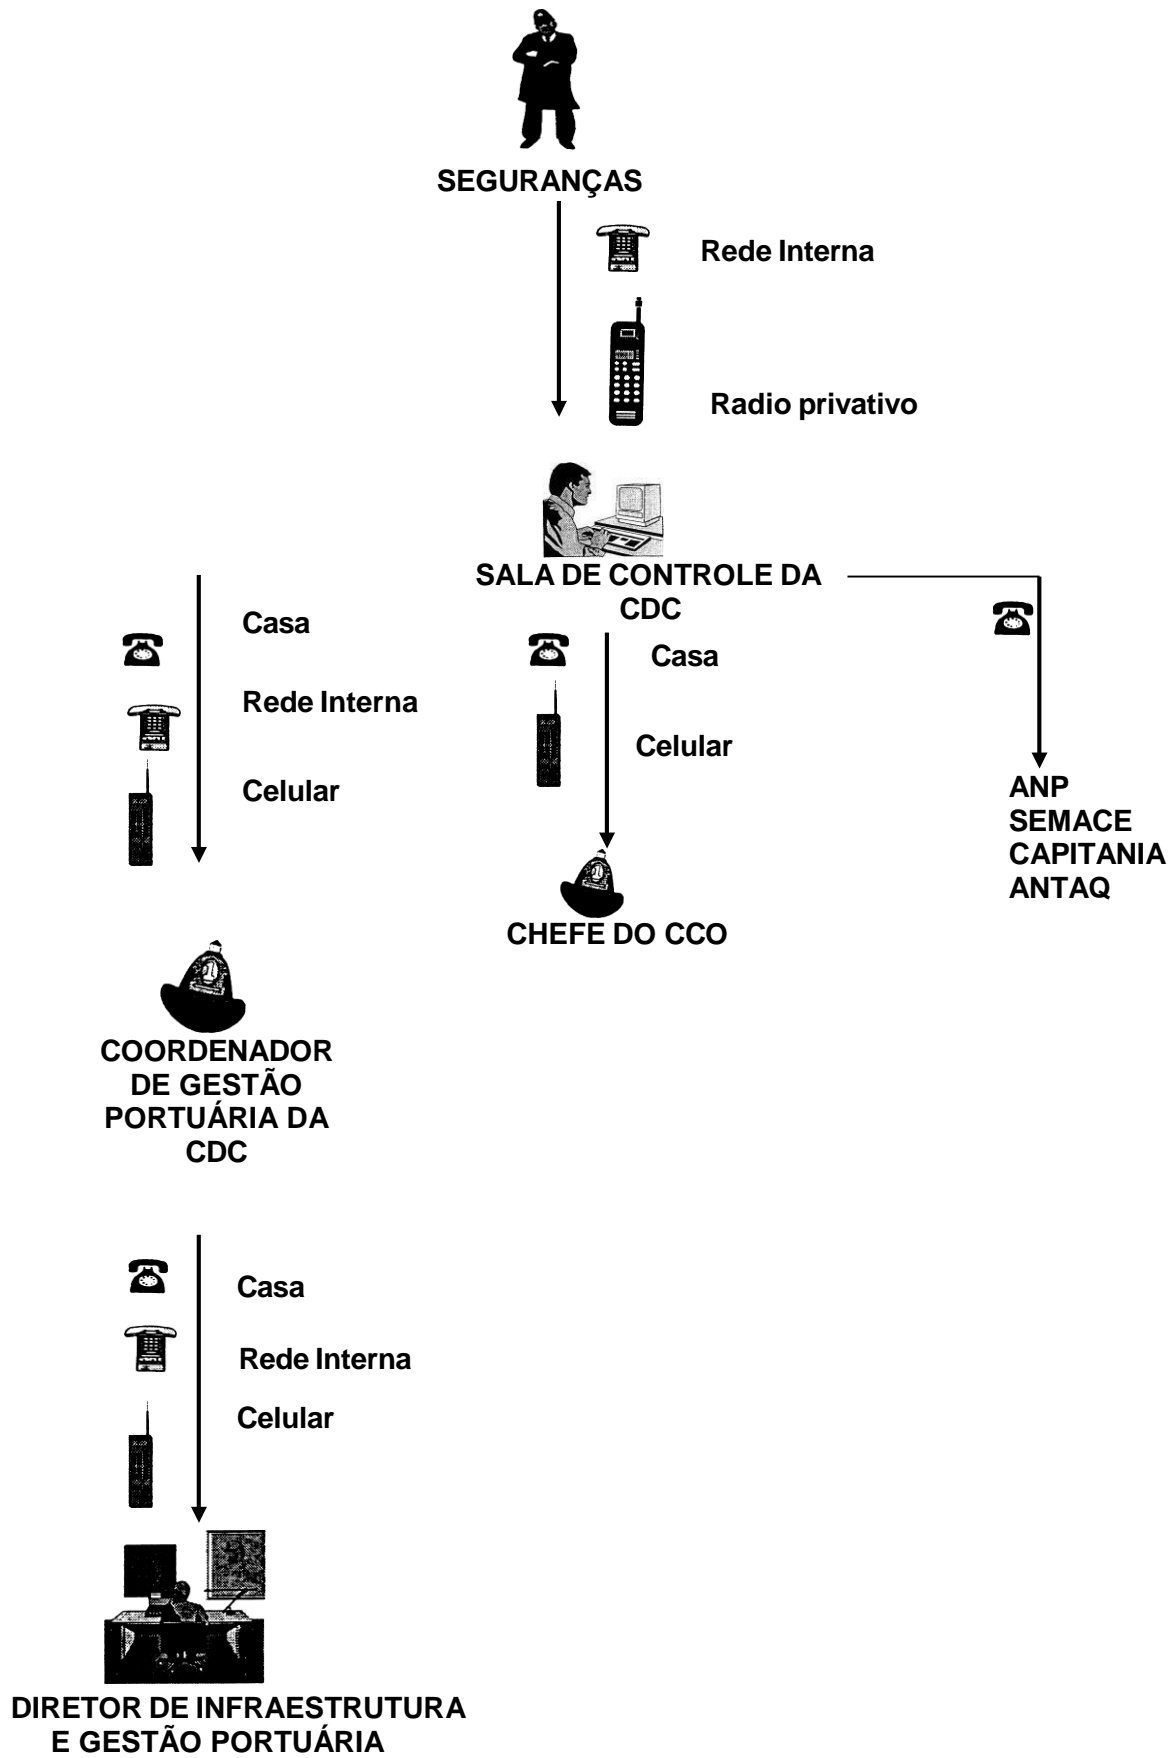 SEGURANÇAS
Rede Interna
Radio privativo
SALA DE CONTROLE DA
CDC
Casa
Rede Interna
Celular
Casa
Celular
ANP
SEMACE
CAPITANIA
ANTAQ
CHEFE DO CCO
COORDENADOR
DE GESTÃO
PORTUÁRIA DA
CDC
Casa
Rede Interna
Celular
DIRETOR DE INFRAESTRUTURA
E GESTÃO PORTUÁRIA